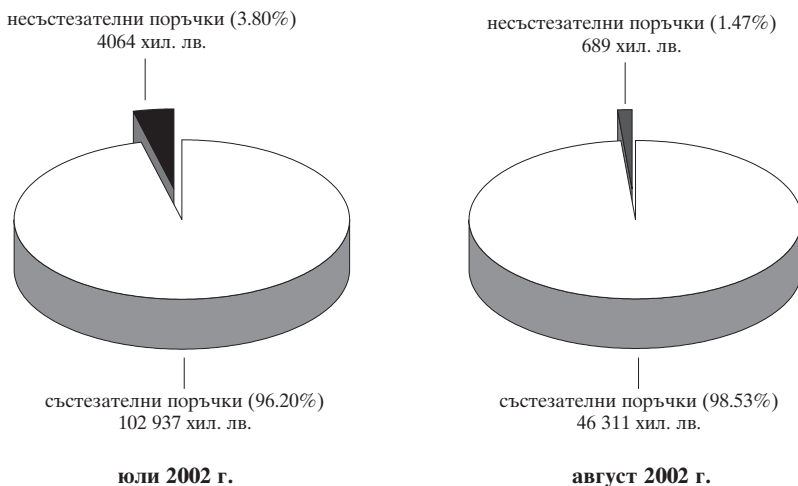 несъстезателни поръчки (3.80%)
4064 хил. лв.
състезателни поръчки (96.20%)
102 937 хил. лв.
юли 2002 г.
несъстезателни поръчки (1.47%)
689 хил. лв.
състезателни поръчки (98.53%)
46 311 хил. лв.
август 2002 г.